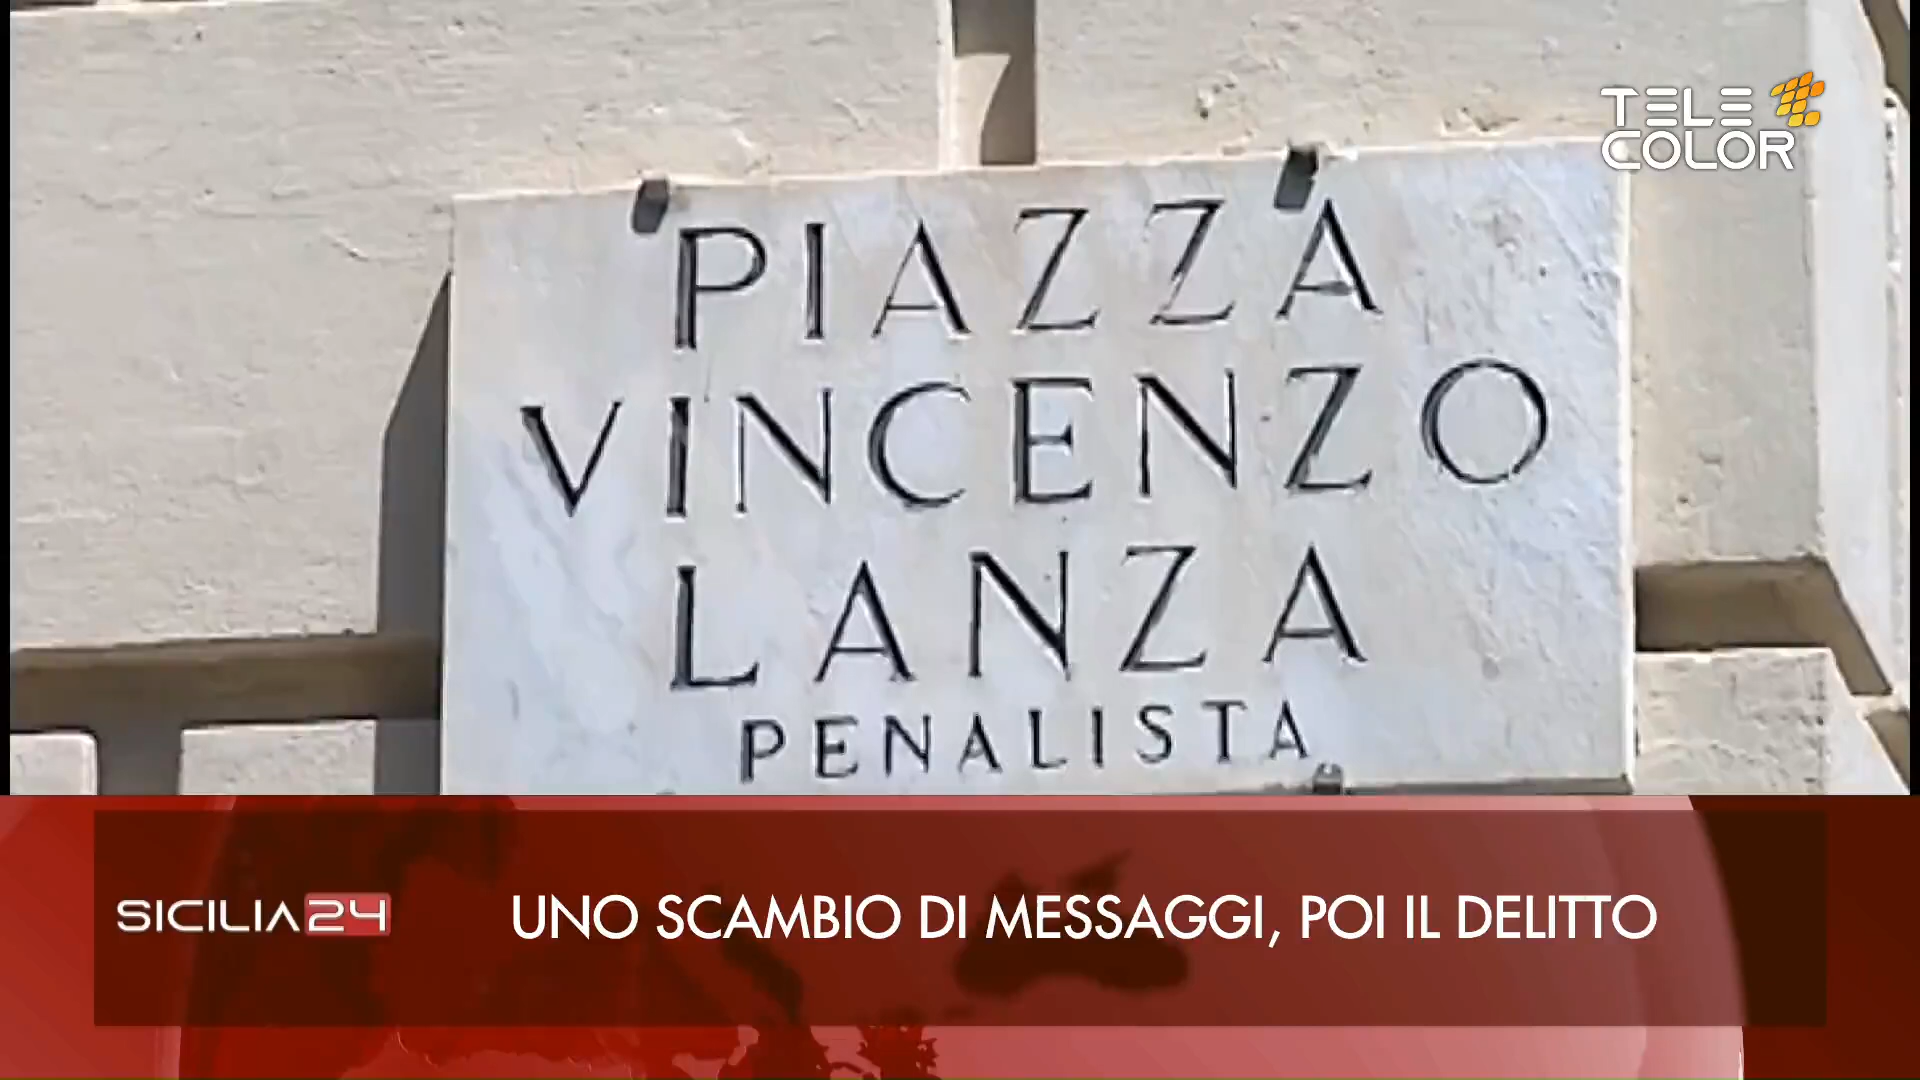 TELE
COLOR
PIAZZA
VINCENZO
LANZA
PENALISTA
SICILIA24
UNO SCAMBIO DI MESSAGGI, POI IL DELITTO